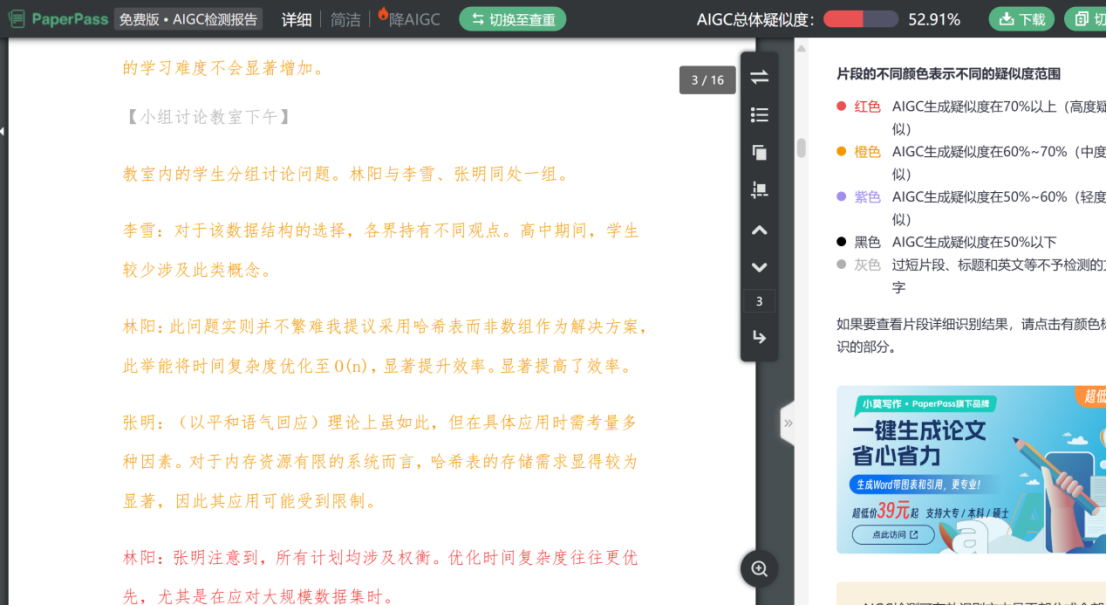 PaperPass 免费版 • AIGC检测报告 详细 简洁 降AIGC 切换至查重 AIGC总体疑似度： 52.91% 下载 切
的学习难度不会显著增加。
【小组讨论教室下午】
教室内的学生分组讨论问题。林阳与李雪、张明同处一组。
李雪：对于该数据结构的选择，各界持有不同观点。高中期间，学生
较少涉及此类概念。
林阳：此问题实则并不繁难我提议采用哈希表而非数组作为解决方案，
此举能将时间复杂度优化至O(n)，显著提升效率。显著提高了效率。
张明：（以平和语气回应）理论上虽如此，但在具体应用时需考量多
种因素。对于内存资源有限的系统而言，哈希表的存储需求显得较为
显著，因此其应用可能受到限制。
林阳：张明注意到，所有计划均涉及权衡。优化时间复杂度往往更优
先，尤其是在应对大规模数据集时。
3 / 16
3
片段的不同颜色表示不同的疑似度范围
红色 AIGC生成疑似度在70%以上（高度疑
似）
橙色 AIGC生成疑似度在60%~70%（中度
似）
紫色 AIGC生成疑似度在50%~60%（轻度
似）
黑色 AIGC生成疑似度在50%以下
灰色 过短片段、标题和英文等不予检测的文
字
如果要查看片段详细识别结果，请点击有颜色标
识的部分。
小莫写作 • PaperPass旗下品牌
超低
一键生成论文
省心省力
生成Word带图表和引用，更专业！
超低价39元起 支持大专 / 本科 / 硕士
点此访问